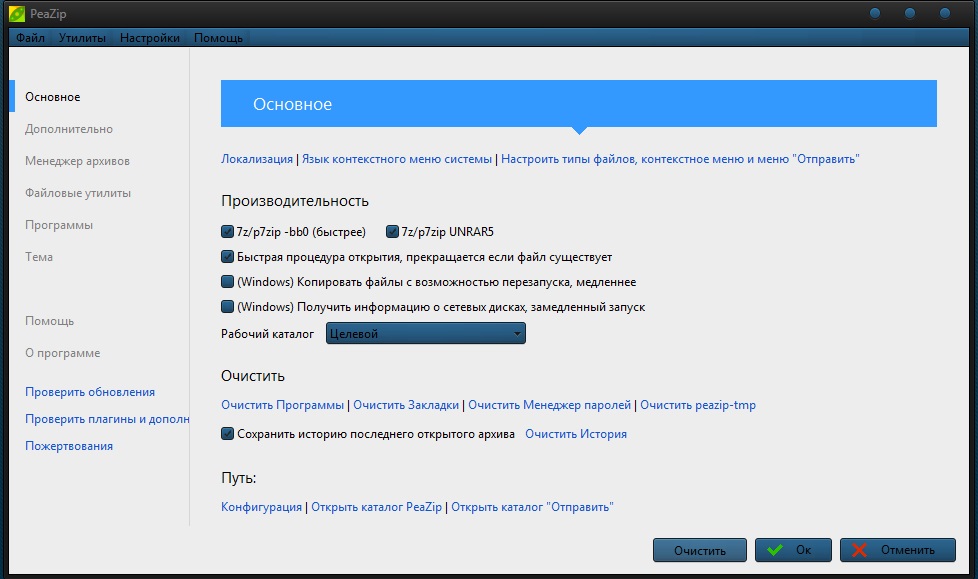 PeaZip
Файл Утилиты Настройки Помощь
Основное
Дополнительно
Менеджер архивов
Файловые утилиты
Программы
Тема
Помощь
О программе
Проверить обновления
Проверить плагины и дополн
Пожертвования
Основное
Локализация | Язык контекстного меню системы | Настроить типы файлов, контекстное меню и меню "Отправить"
Производительность
7z/p7zip -bb0 (быстрее) 7z/p7zip UNRAR5
Быстрая процедура открытия, прекращается если файл существует
(Windows) Копировать файлы с возможностью перезапуска, медленнее
(Windows) Получить информацию о сетевых дисках, замедленный запуск
Рабочий каталог Целевой
Очистить
Очистить Программы | Очистить Закладки | Очистить Менеджер паролей | Очистить peazip-tmp
Сохранить историю последнего открытого архива Очистить История
Путь:
Конфигурация | Открыть каталог PeaZip | Открыть каталог "Отправить"
Очистить Ок Отменить